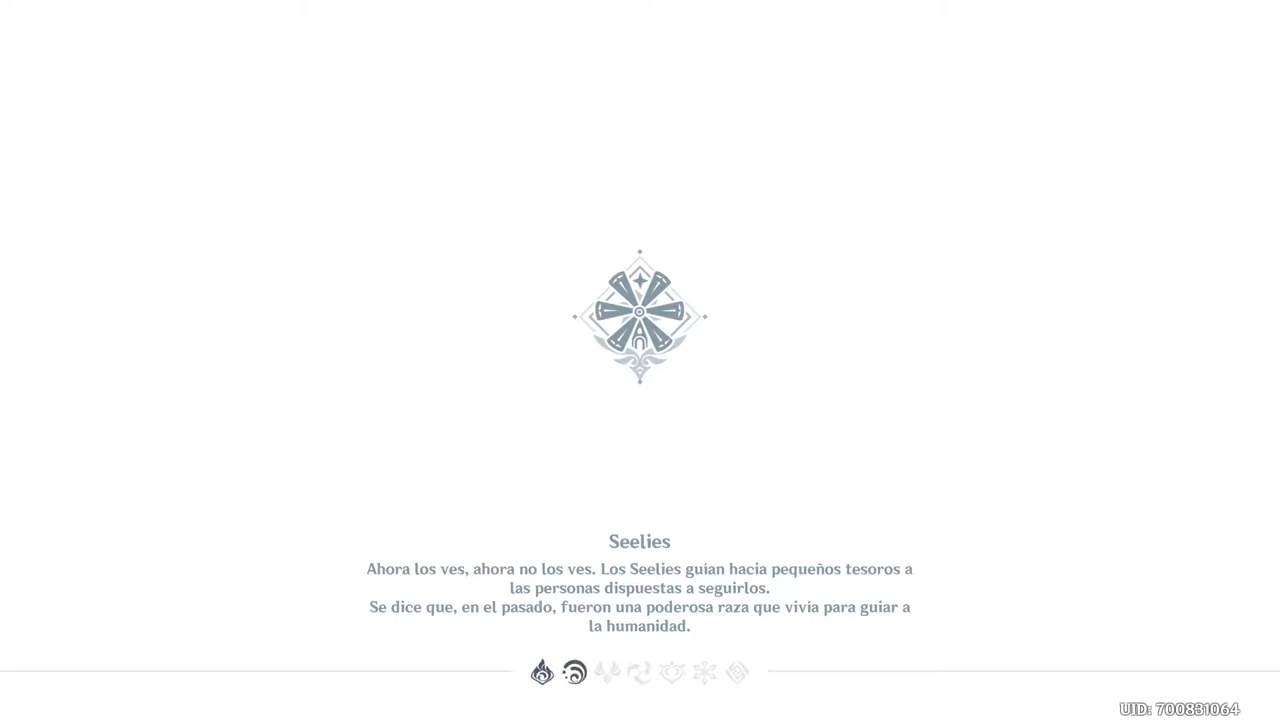 Seelies
Ahora los ves, ahora no los ves. Los Seelies guían hacia pequeños tesoros a
las personas dispuestas a seguirlos.
Se dice que, en el pasado, fueron una poderosa raza que vivía para guiar a
la humanidad.
UID: 700831064